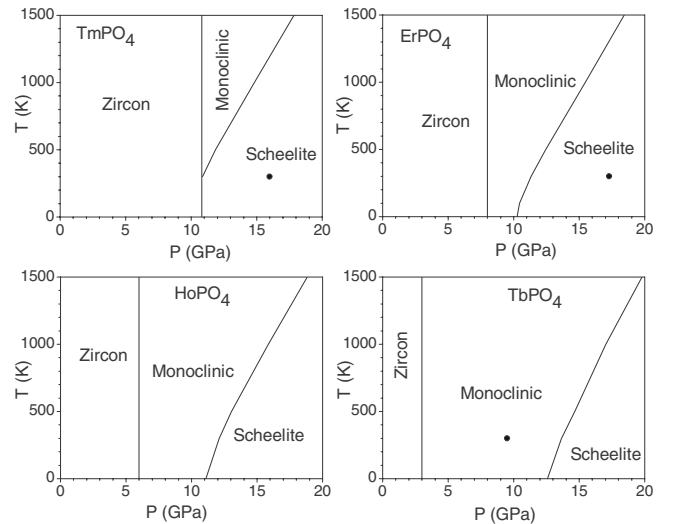 TmPO4
Zircon
Monoclinic
Scheelite
T (K)
1500
1000
500
0
0 5 10 15 20
P (GPa)
ErPO4
Monoclinic
Zircon
Scheelite
T (K)
1500
1000
500
0
0 5 10 15 20
P (GPa)
HoPO4
Zircon
Monoclinic
Scheelite
T (K)
1500
1000
500
0
0 5 10 15 20
P (GPa)
TbPO4
Zircon
Monoclinic
Scheelite
T (K)
1500
1000
500
0
0 5 10 15 20
P (GPa)